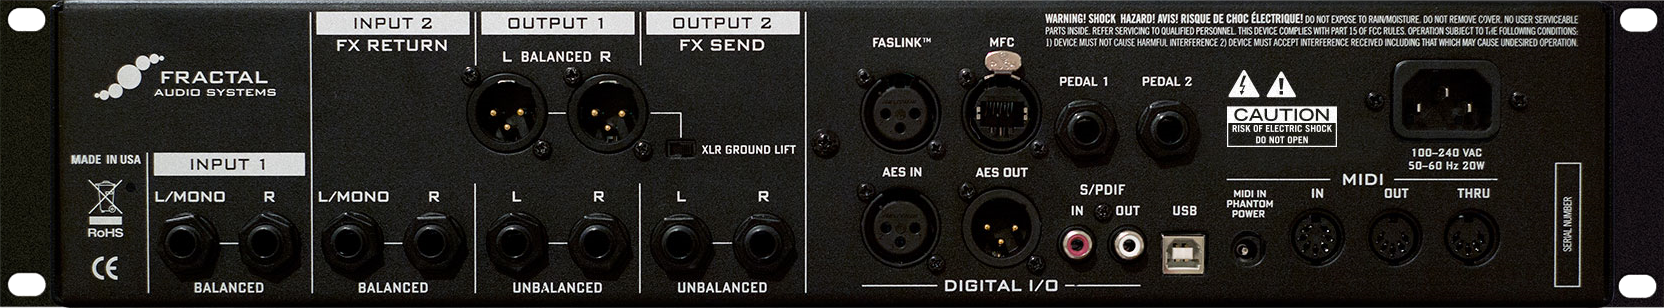 FRACTAL
AUDIO SYSTEMS
MADE IN USA
RoHS
CE
INPUT 1
L/MONO R
BALANCED
INPUT 2
FX RETURN
L/MONO R
BALANCED
OUTPUT 1
L BALANCED R
L R
UNBALANCED
OUTPUT 2
FX SEND
XLR GROUND LIFT
L R
UNBALANCED
FASLINK™
MFC
PEDAL 1
PEDAL 2
AES IN
AES OUT
S/PDIF
IN OUT
USB
DIGITAL I/O
WARNING! SHOCK HAZARD! AVIS! RISQUE DE CHOC ÉLECTRIQUE! DO NOT EXPOSE TO RAIN/MOISTURE. DO NOT REMOVE COVER. NO USER SERVICEABLE
PARTS INSIDE. REFER SERVICING TO QUALIFIED PERSONNEL. THIS DEVICE COMPLIES WITH PART 15 OF FCC RULES. OPERATION SUBJECT TO THE FOLLOWING CONDITIONS:
1) DEVICE MUST NOT CAUSE HARMFUL INTERFERENCE 2) DEVICE MUST ACCEPT INTERFERENCE RECEIVED INCLUDING THAT WHICH MAY CAUSE UNDESIRED OPERATION.
CAUTION
RISK OF ELECTRIC SHOCK
DO NOT OPEN
100-240 VAC
50-60 Hz 20W
MIDI
MIDI IN
PHANTOM
POWER
IN
OUT
THRU
SERIAL NUMBER